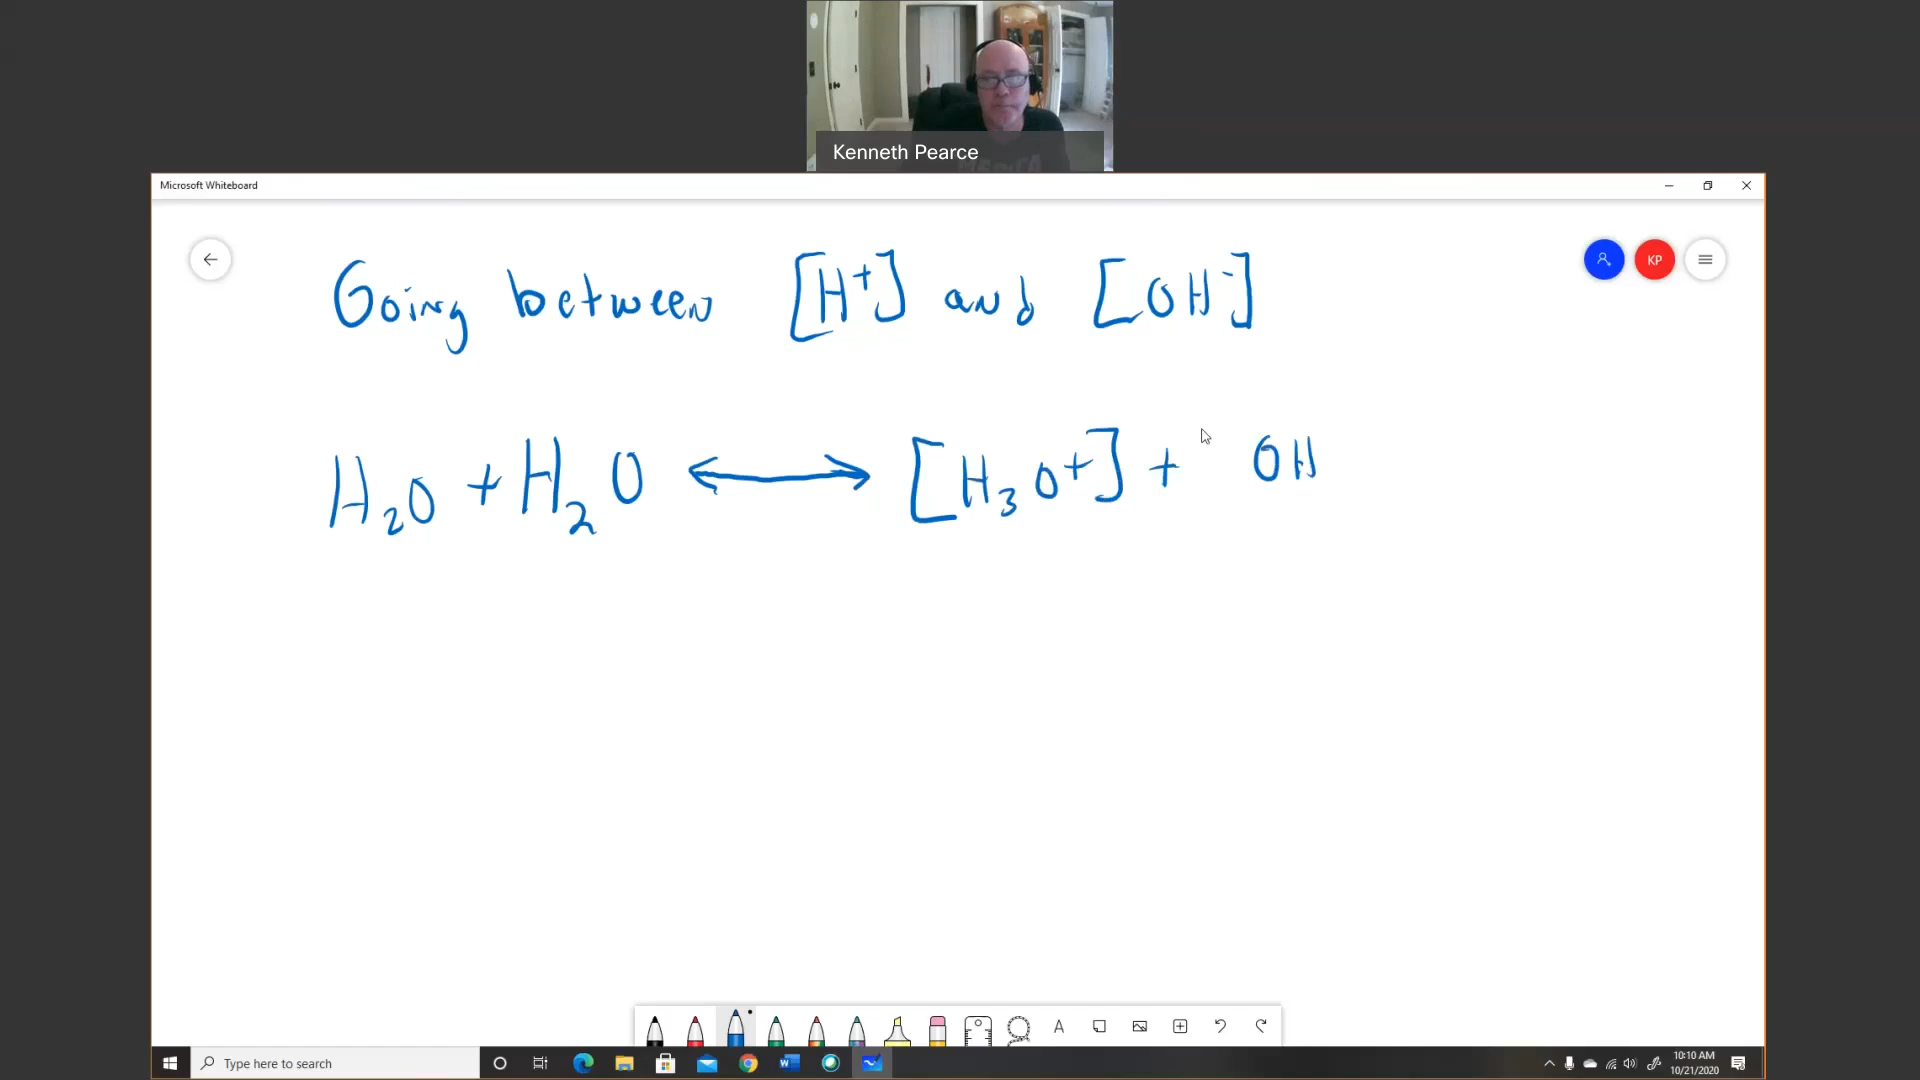 Kenneth Pearce
Microsoft Whiteboard
Going between [H⁺] and [OH⁻]
KP
H₂O + H₂O ⟷ [H₃O⁺] + OH
A
Type here to search
10:10 AM
10/21/2020